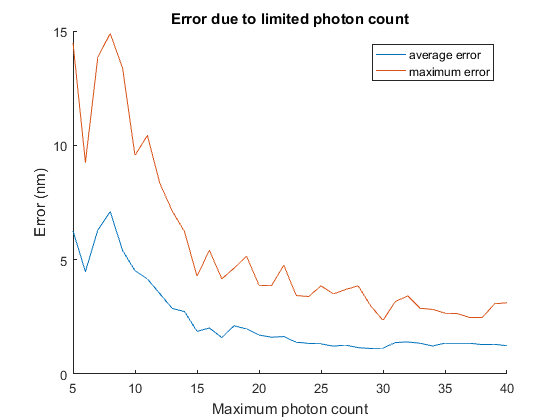 Error due to limited photon count
average error
maximum error
15
10
5
0
Error (nm)
5
10
15
20
25
30
35
40
Maximum photon count